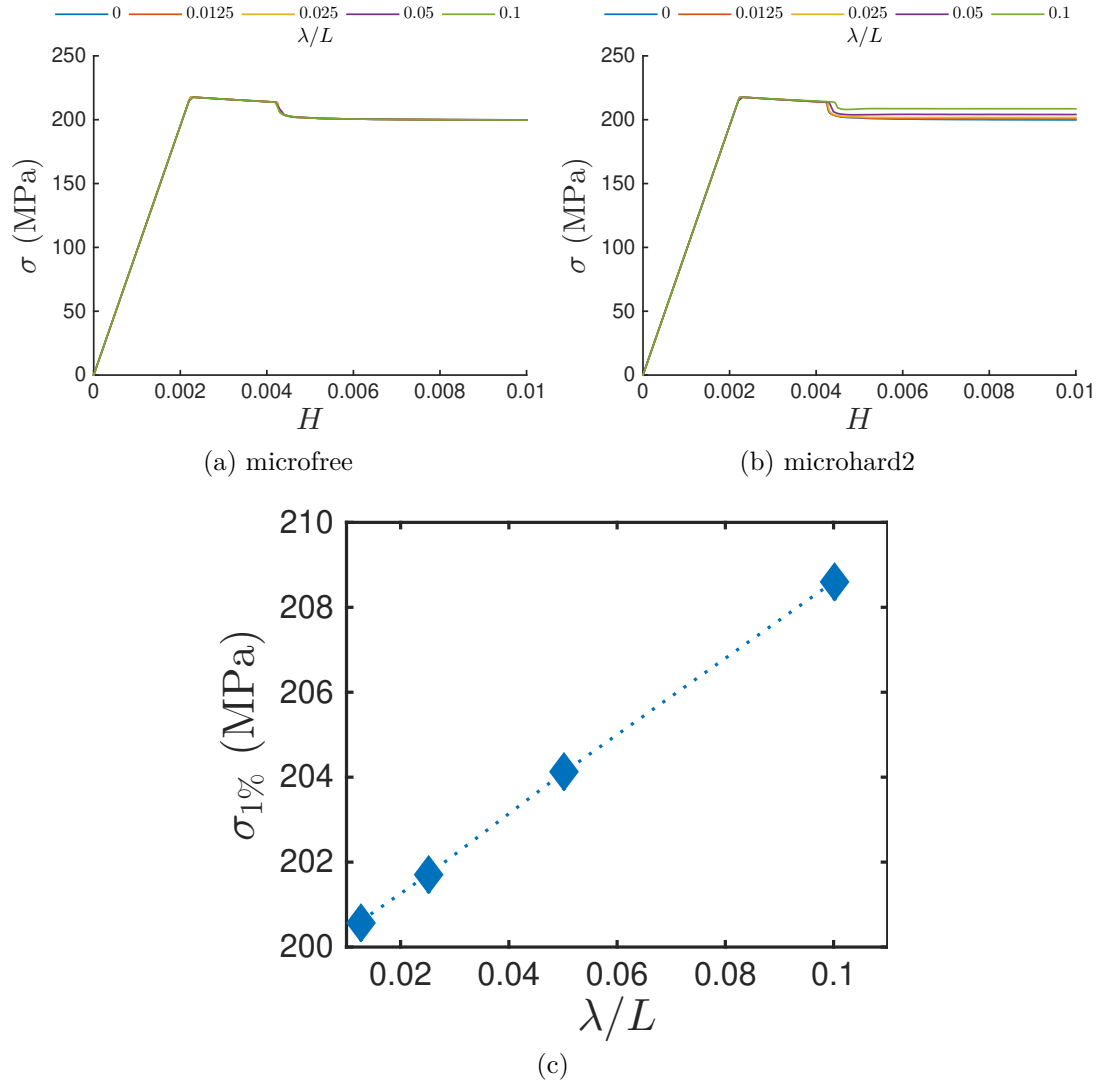 0 0.0125 0.025 0.05 0.1
λ/L
250
200
150
100
50
0
σ (MPa)
0 0.002 0.004 0.006 0.008 0.01
H
(a) microfree
0 0.0125 0.025 0.05 0.1
λ/L
250
200
150
100
50
0
σ (MPa)
0 0.002 0.004 0.006 0.008 0.01
H
(b) microhard2
210
208
206
204
202
200
σ1% (MPa)
0.02 0.04 0.06 0.08 0.1
λ/L
(c)